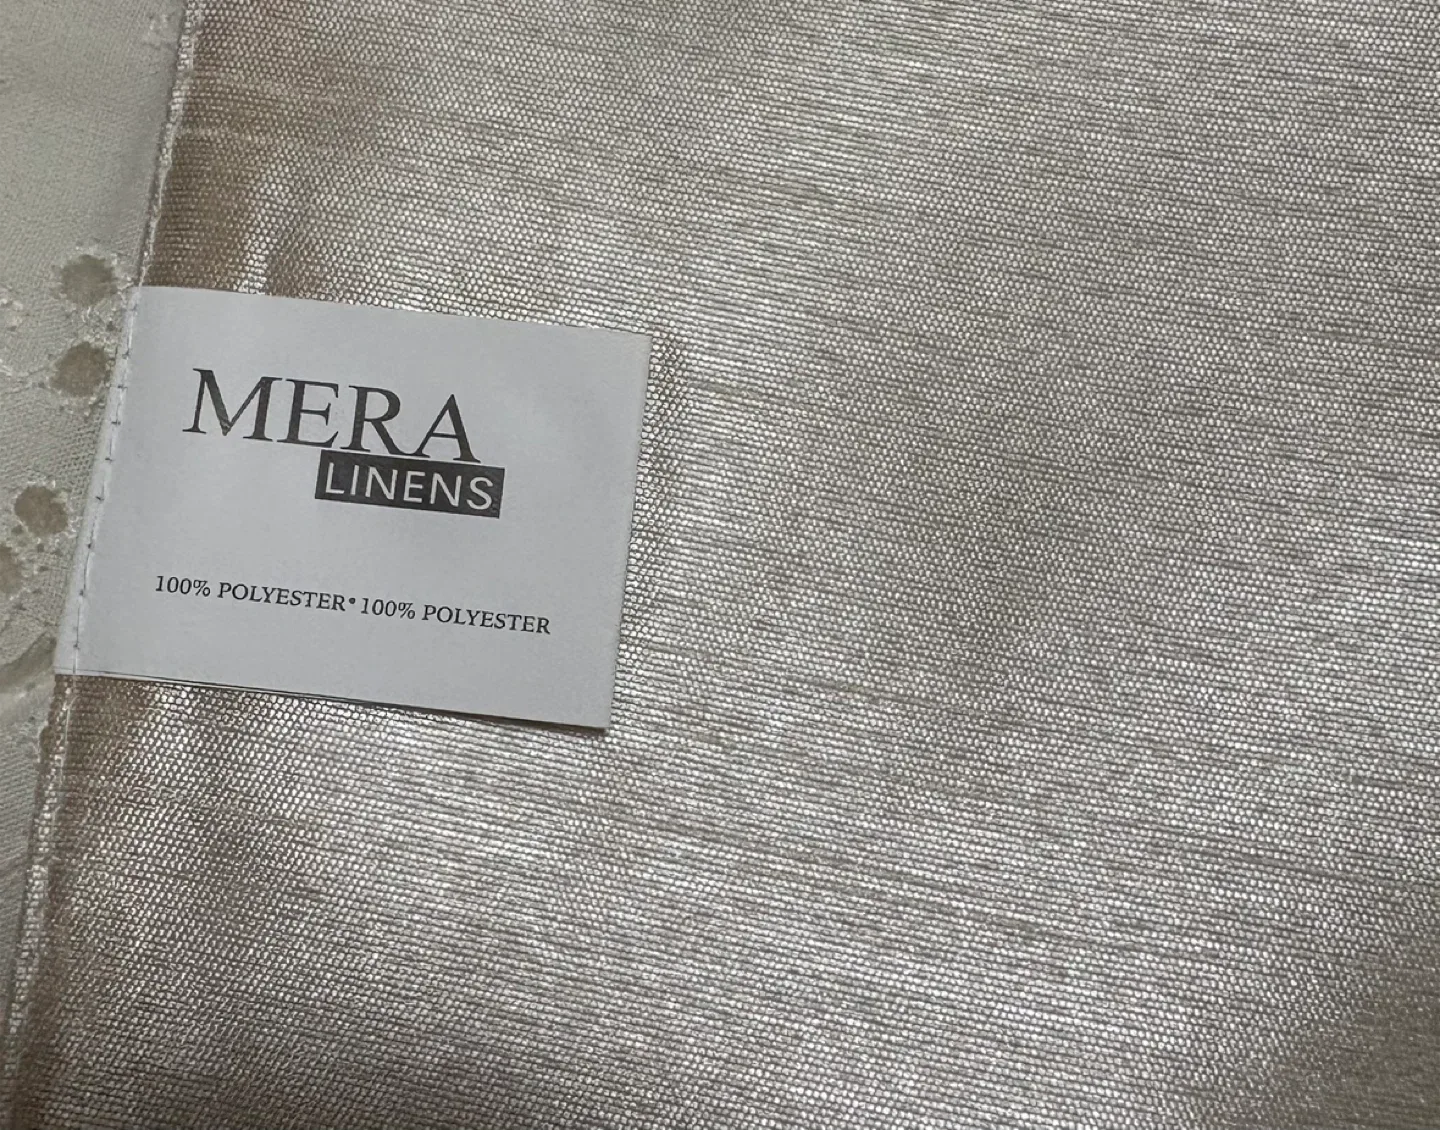 MERA
LINENS
100% POLYESTER•100% POLYESTER